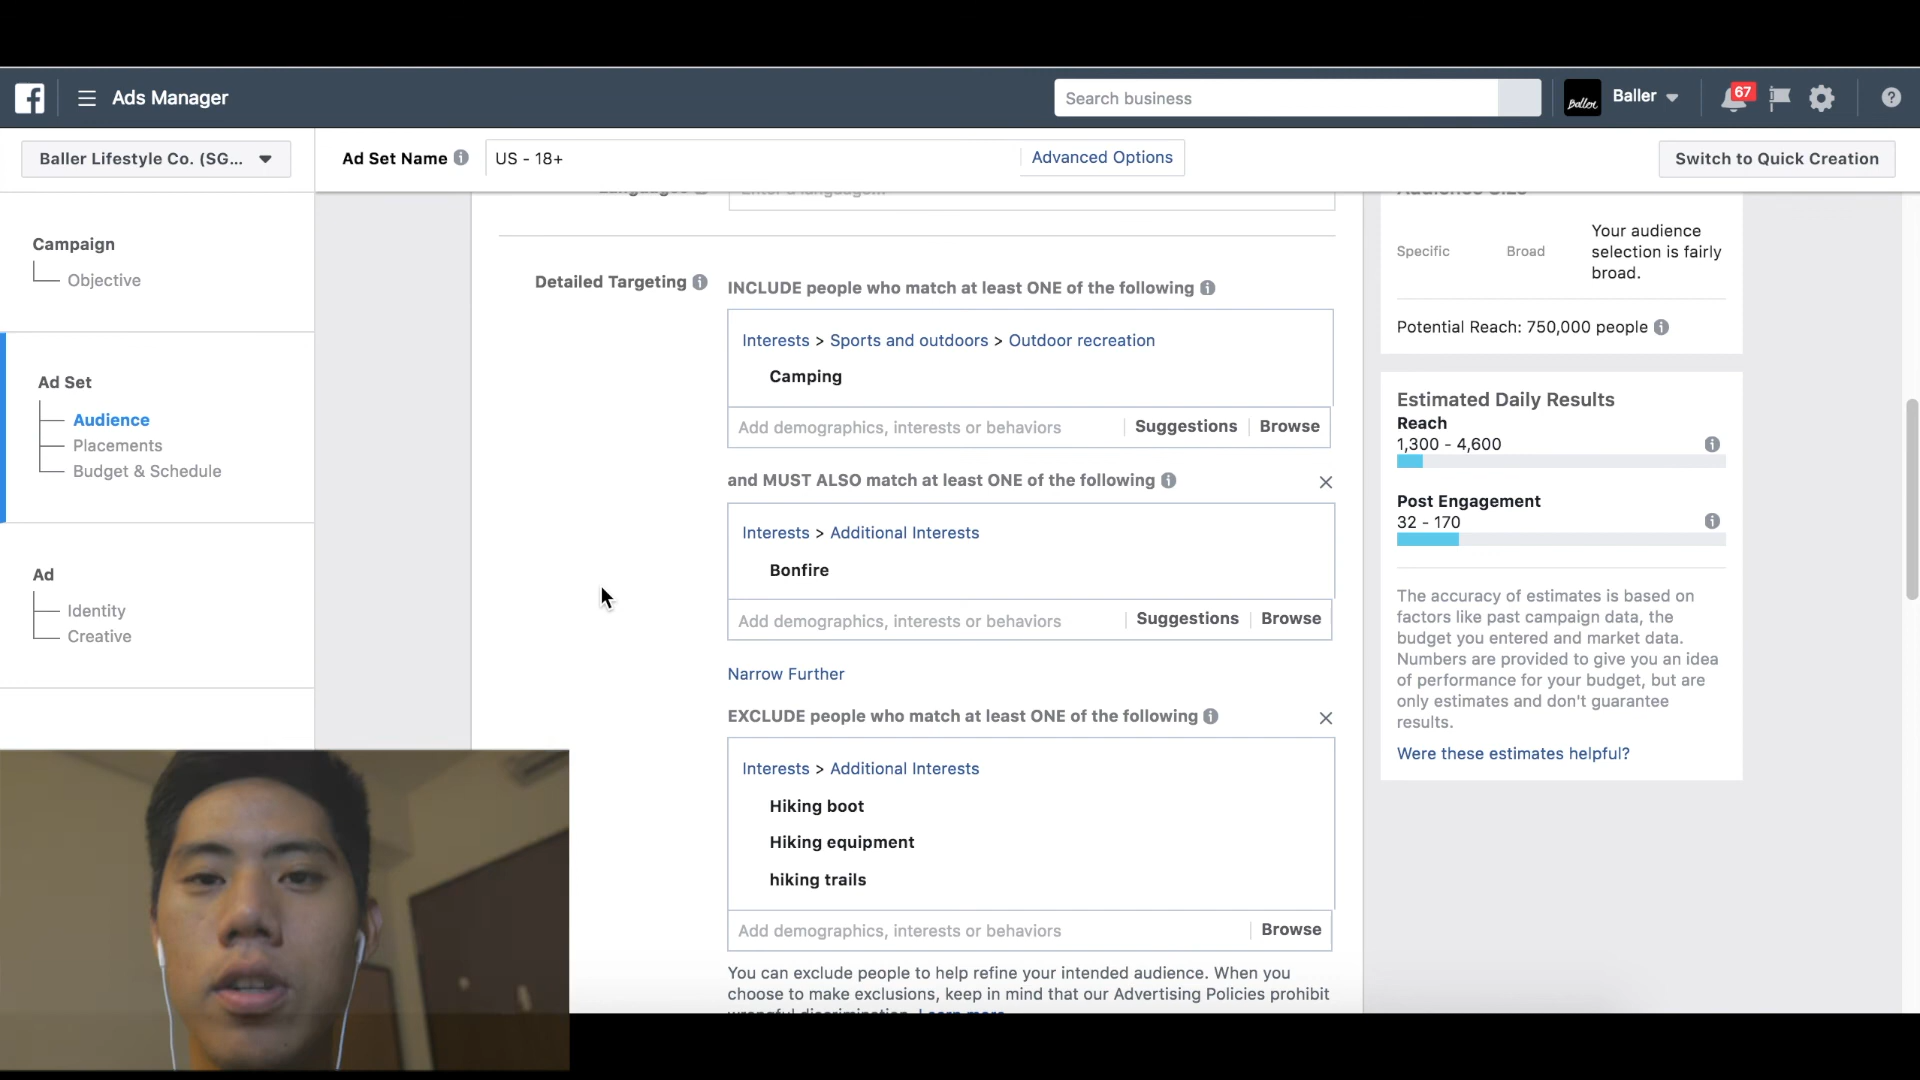 Ads Manager
Search business
Baller
Baller
67
Baller Lifestyle Co. (SG...
Ad Set Name
US - 18+
Advanced Options
Switch to Quick Creation
Campaign
Objective
Ad Set
Audience
Placements
Budget & Schedule
Ad
Identity
Creative
Languages
Enter a language...
Detailed Targeting
INCLUDE people who match at least ONE of the following
Interests > Sports and outdoors > Outdoor recreation
Camping
Add demographics, interests or behaviors
Suggestions
Browse
and MUST ALSO match at least ONE of the following
Interests > Additional Interests
Bonfire
Add demographics, interests or behaviors
Suggestions
Browse
Narrow Further
EXCLUDE people who match at least ONE of the following
Interests > Additional Interests
Hiking boot
Hiking equipment
hiking trails
Add demographics, interests or behaviors
Browse
You can exclude people to help refine your intended audience. When you
choose to make exclusions, keep in mind that our Advertising Policies prohibit
wrongful discrimination. Learn more
Audience Size
Specific
Broad
Your audience
selection is fairly
broad.
Potential Reach: 750,000 people
Estimated Daily Results
Reach
1,300 - 4,600
Post Engagement
32 - 170
The accuracy of estimates is based on
factors like past campaign data, the
budget you entered and market data.
Numbers are provided to give you an idea
of performance for your budget, but are
only estimates and don't guarantee
results.
Were these estimates helpful?